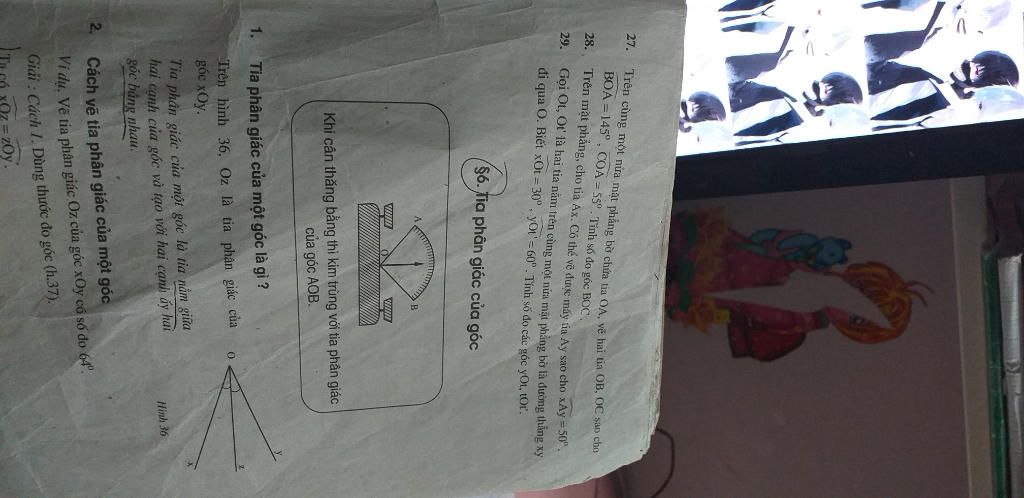 27. Trên cùng một nửa mặt phẳng bờ chứa tia OA, vẽ hai tia OB, OC sao cho
BOA = 145°, COA = 55°. Tính số đo góc BOC.
28. Trên mặt phẳng, cho tia Ax. Có thể vẽ được mấy tia Ay sao cho xAy = 50°.
29. Gọi Ot, Ot' là hai tia nằm trên cùng một nửa mặt phẳng bờ là đường thẳng xy
đi qua O. Biết xOt = 30°, yOt' = 60°. Tính số đo các góc yOt, tOt'.
§6. Tia phân giác của góc
A
B
O
Khi cân thăng bằng thì kim trùng với tia phân giác
của góc AOB.
1. Tia phân giác của một góc là gì ?
Trên hình 36, Oz là tia phân giác của
góc xOy.
Tia phân giác của một góc là tia nằm giữa
hai cạnh của góc và tạo với hai cạnh ấy hai
góc bằng nhau.
O
y
z
x
Hình 36
2. Cách vẽ tia phân giác của một góc
Ví dụ. Vẽ tia phân giác Oz của góc xOy có số đo 64°.
Giải : Cách 1. Dùng thước đo góc (h.37).
Ta có xOz = zOy.